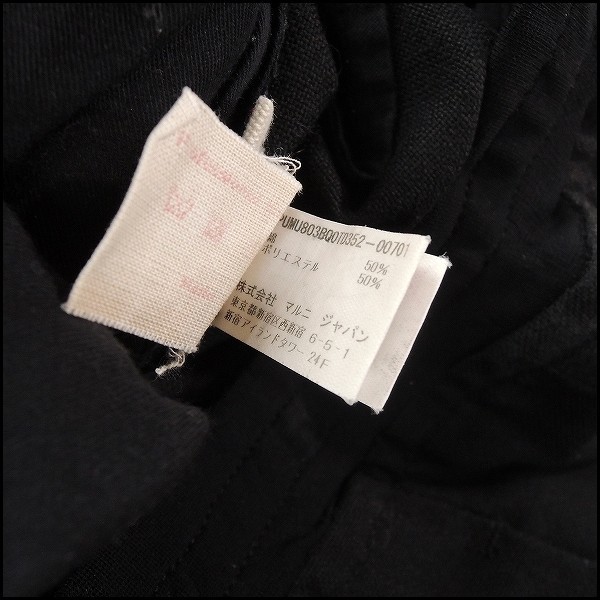 PUMU803BQ0TD352-00701
綿 50%
ポリエステル 50%
株式会社 マルニ ジャパン
東京都新宿区西新宿 6-5-1
新宿アイランドタワー 24F